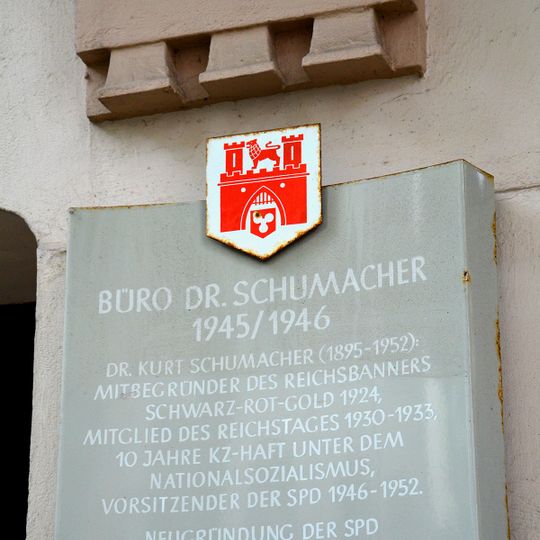 BÜRO DR. SCHUMACHER
1945/1946
DR. KURT SCHUMACHER (1895-1952):
MITBEGRÜNDER DES REICHSBANNERS
SCHWARZ-ROT-GOLD 1924,
MITGLIED DES REICHSTAGES 1930-1933,
10 JAHRE KZ-HAFT UNTER DEM
NATIONALSOZIALISMUS,
VORSITZENDER DER SPD 1946-1952.
NEUGRÜNDUNG DER SPD